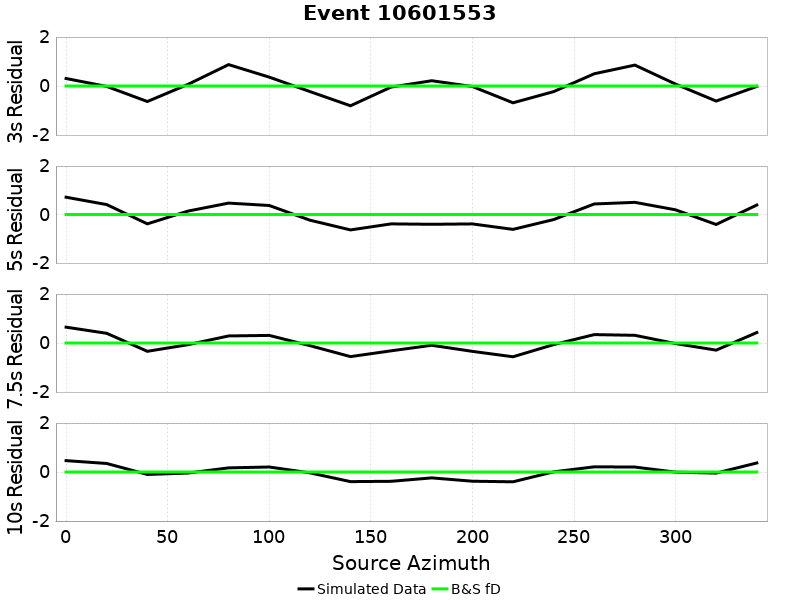 Event 10601553
3s Residual
2
0
-2
5s Residual
2
0
-2
7.5s Residual
2
0
-2
10s Residual
2
0
-2
0 50 100 150 200 250 300
Source Azimuth
Simulated Data B&S fD